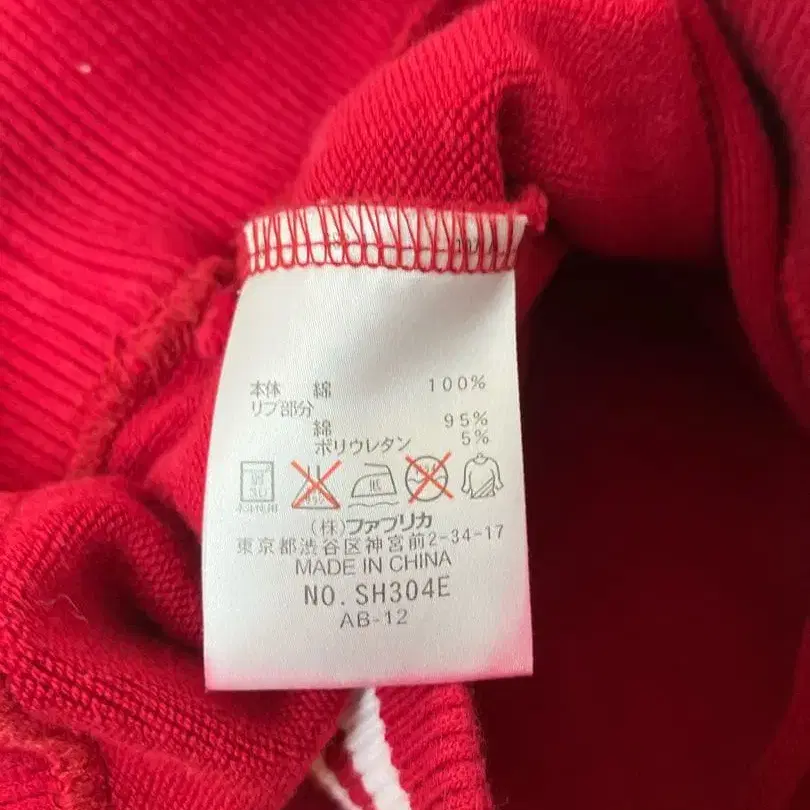 本体 綿 100%
リブ部分
綿 95%
ポリウレタン 5%
(株)ファブリカ
東京都渋谷区神宮前2-34-17
MADE IN CHINA
NO. SH304E
AB-12